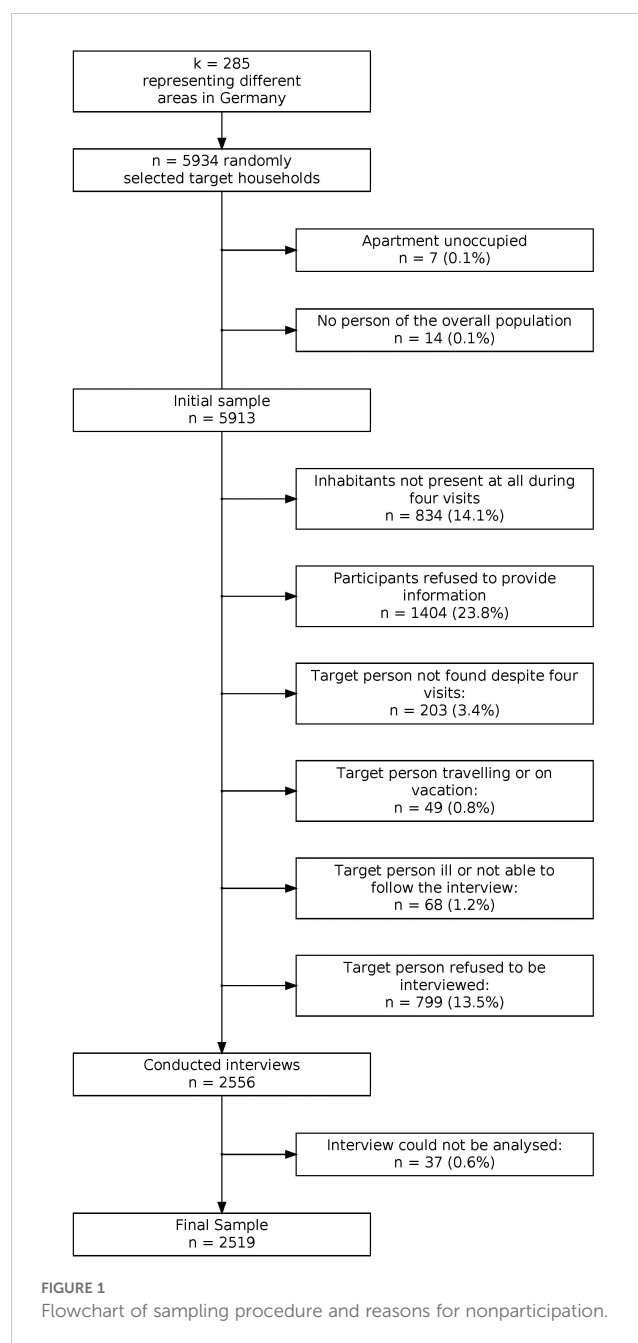 k = 285
representing different
areas in Germany
n = 5934 randomly
selected target households
Apartment unoccupied
n = 7 (0.1%)
No person of the overall population
n = 14 (0.1%)
Initial sample
n = 5913
Inhabitants not present at all during
four visits
n = 834 (14.1%)
Participants refused to provide
information
n = 1404 (23.8%)
Target person not found despite four
visits:
n = 203 (3.4%)
Target person travelling or on
vacation:
n = 49 (0.8%)
Target person ill or not able to
follow the interview:
n = 68 (1.2%)
Target person refused to be
interviewed:
n = 799 (13.5%)
Conducted interviews
n = 2556
Interview could not be analysed:
n = 37 (0.6%)
Final Sample
n = 2519
FIGURE 1
Flowchart of sampling procedure and reasons for nonparticipation.